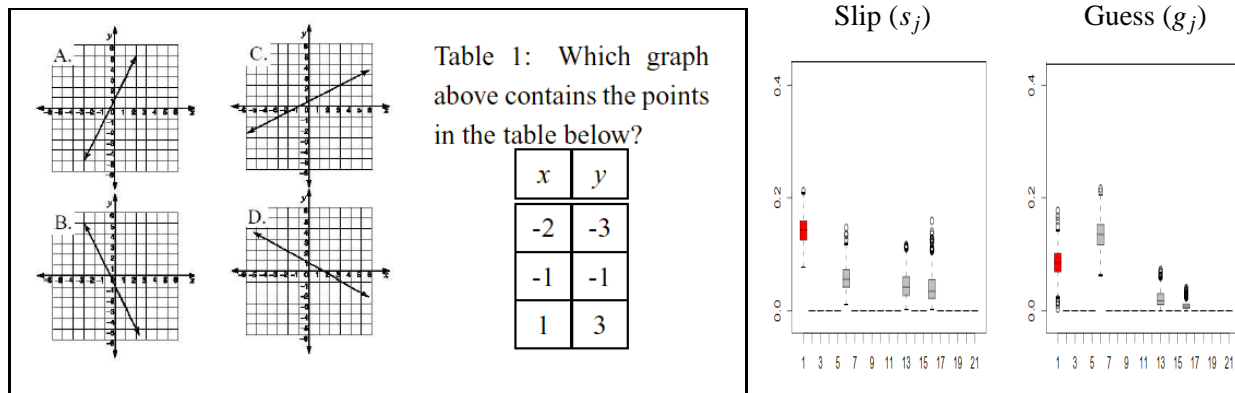 A.
C.
B.
D.
Table 1: Which graph
above contains the points
in the table below?
x y
-2 -3
-1 -1
1 3
Slip (s_j)
0.4
0.2
0.0
1 3 5 7 9 11 13 15 17 19 21
Guess (g_j)
0.4
0.2
0.0
1 3 5 7 9 11 13 15 17 19 21